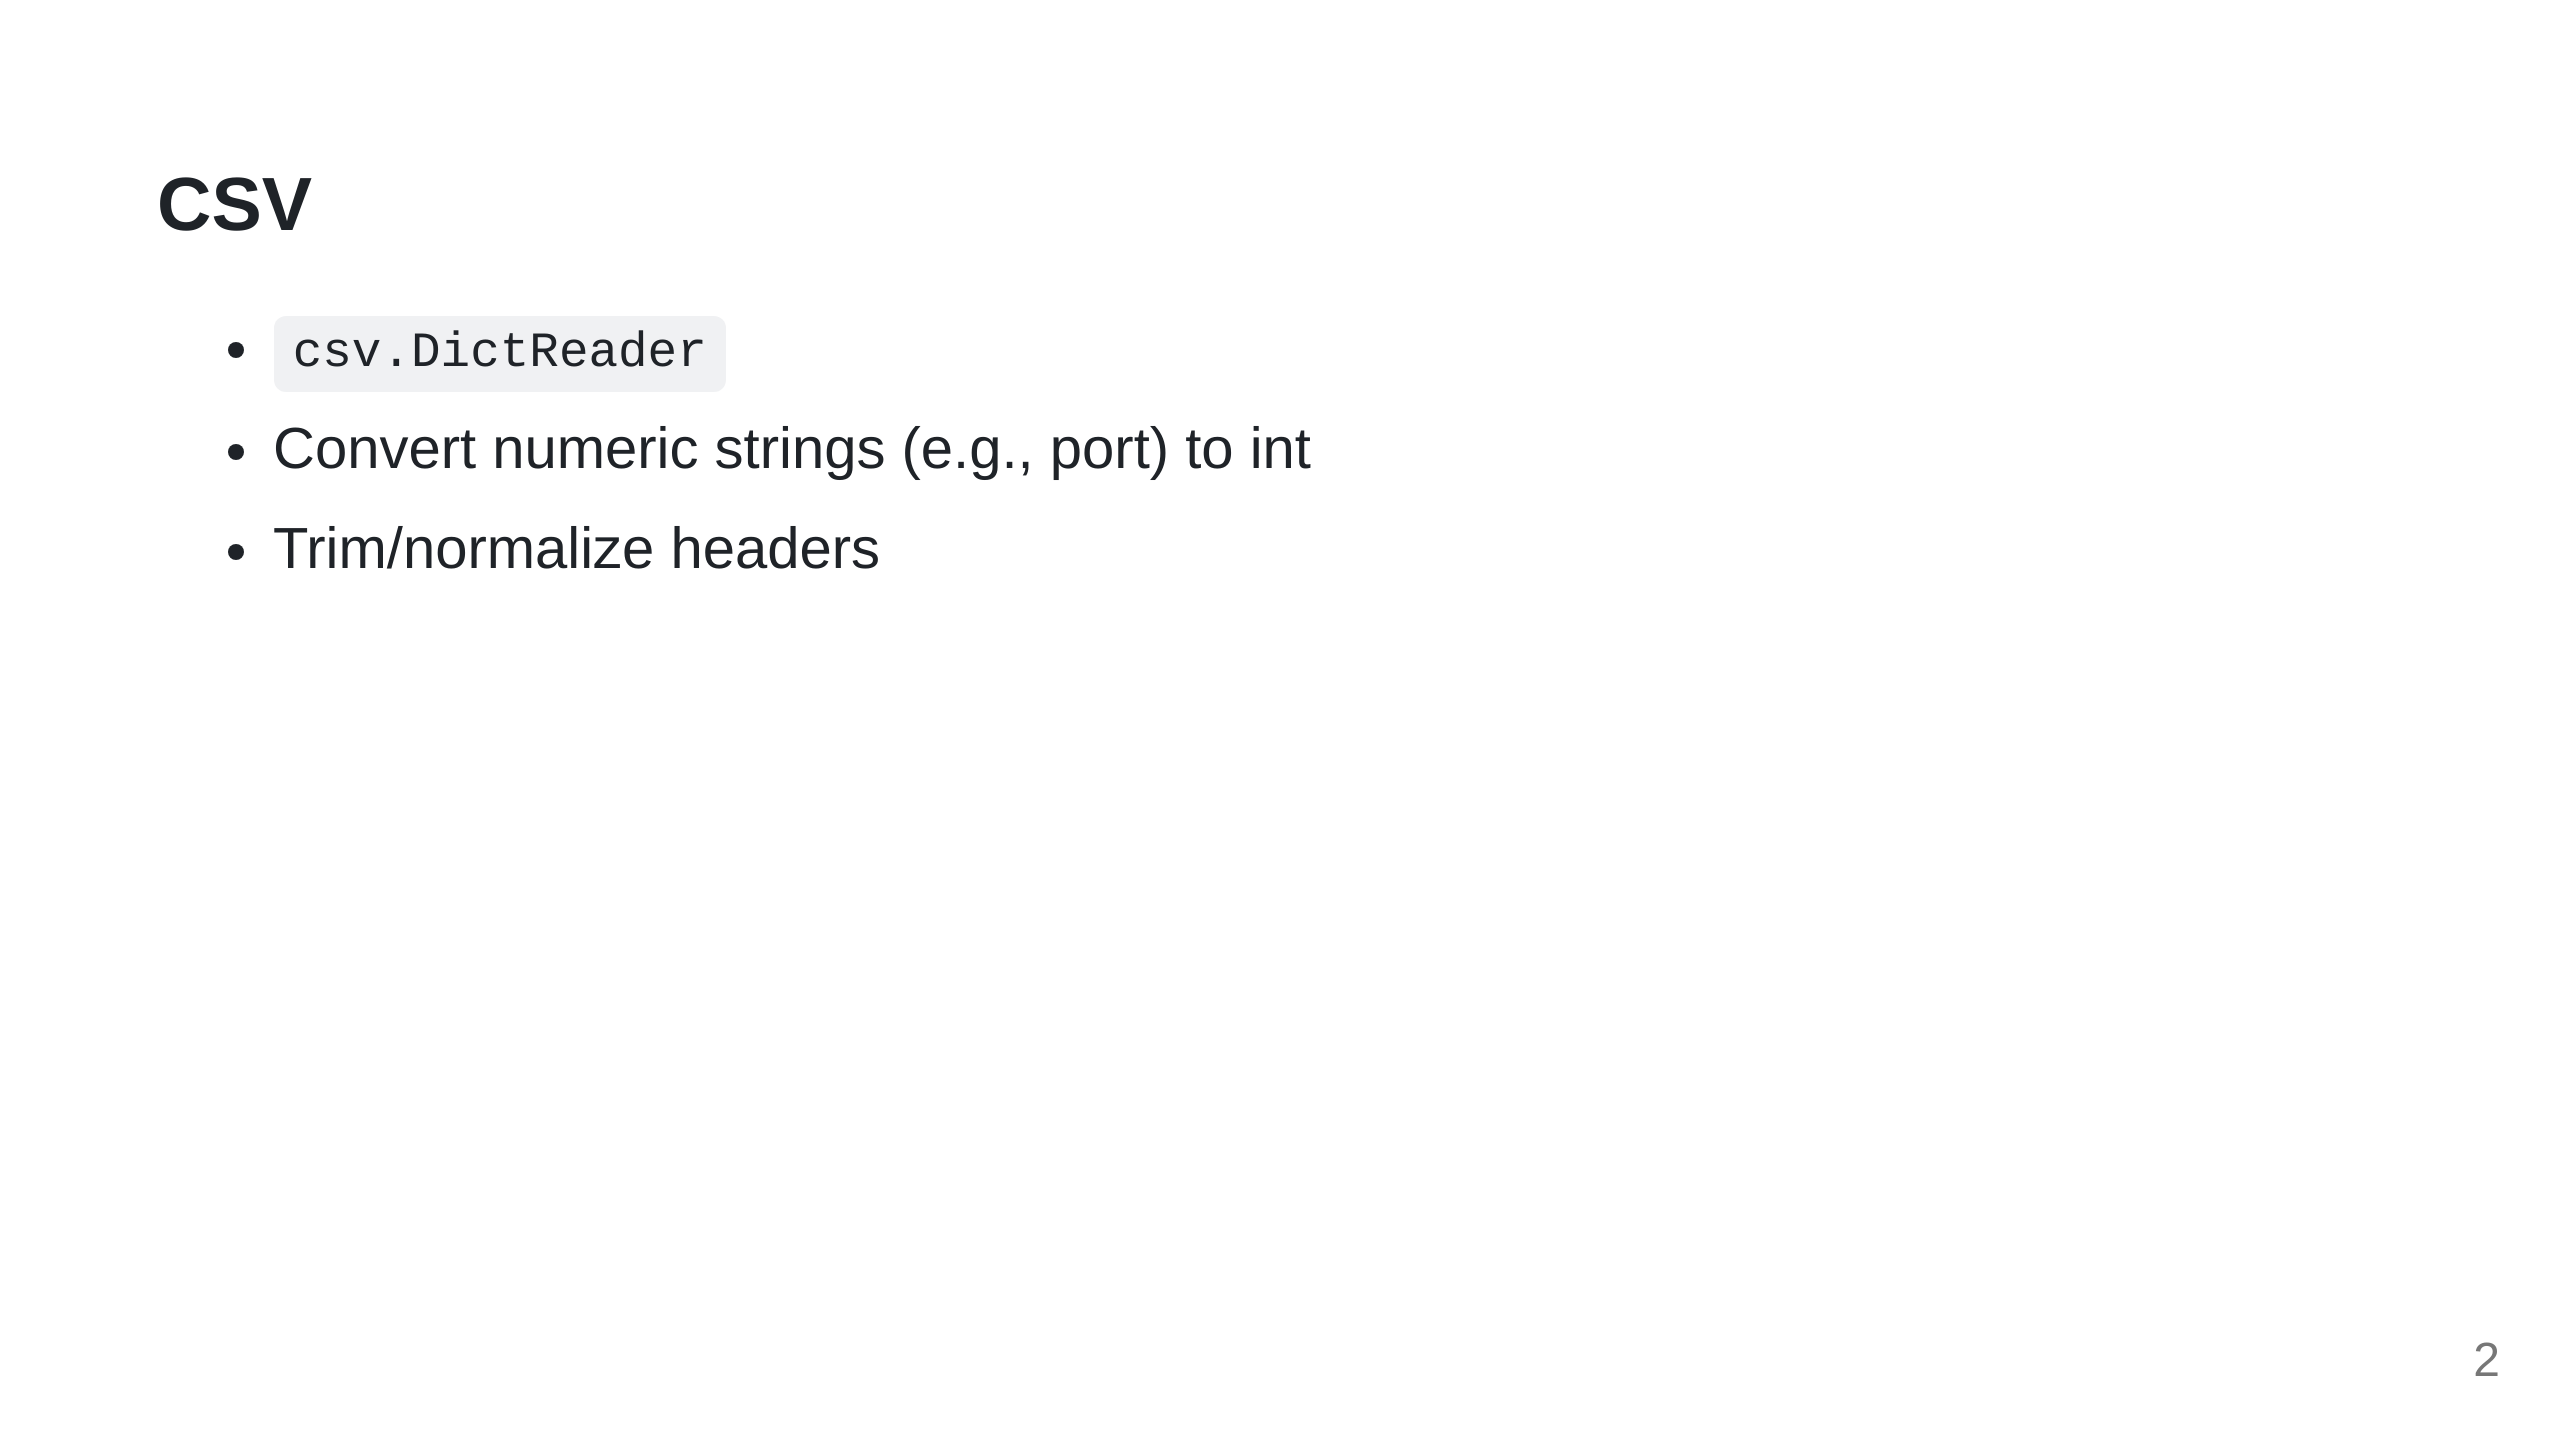 CSV
csv.DictReader
Convert numeric strings (e.g., port) to int
Trim/normalize headers
2